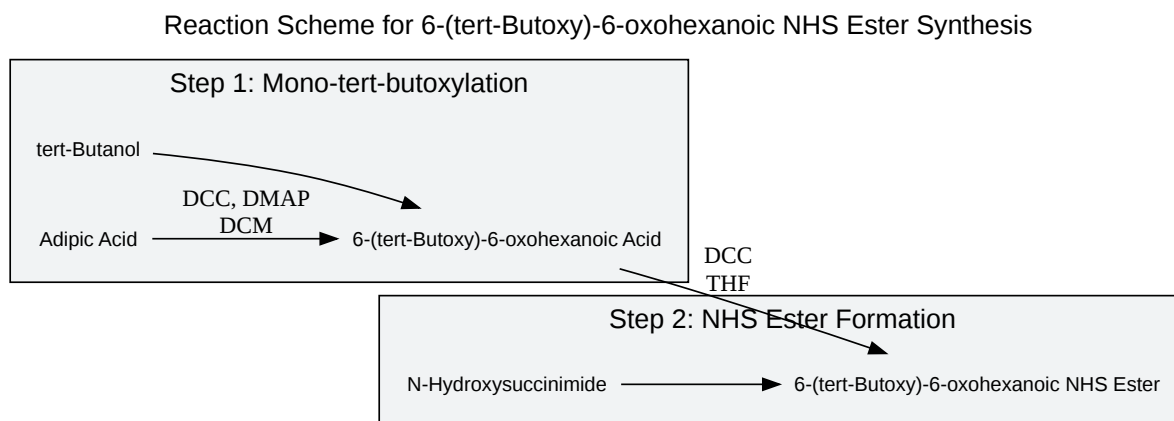 Reaction Scheme for 6-(tert-Butoxy)-6-oxohexanoic NHS Ester Synthesis
Step 1: Mono-tert-butoxylation
tert-Butanol
DCC, DMAP
DCM
Adipic Acid
6-(tert-Butoxy)-6-oxohexanoic Acid
DCC
THF
Step 2: NHS Ester Formation
N-Hydroxysuccinimide
6-(tert-Butoxy)-6-oxohexanoic NHS Ester